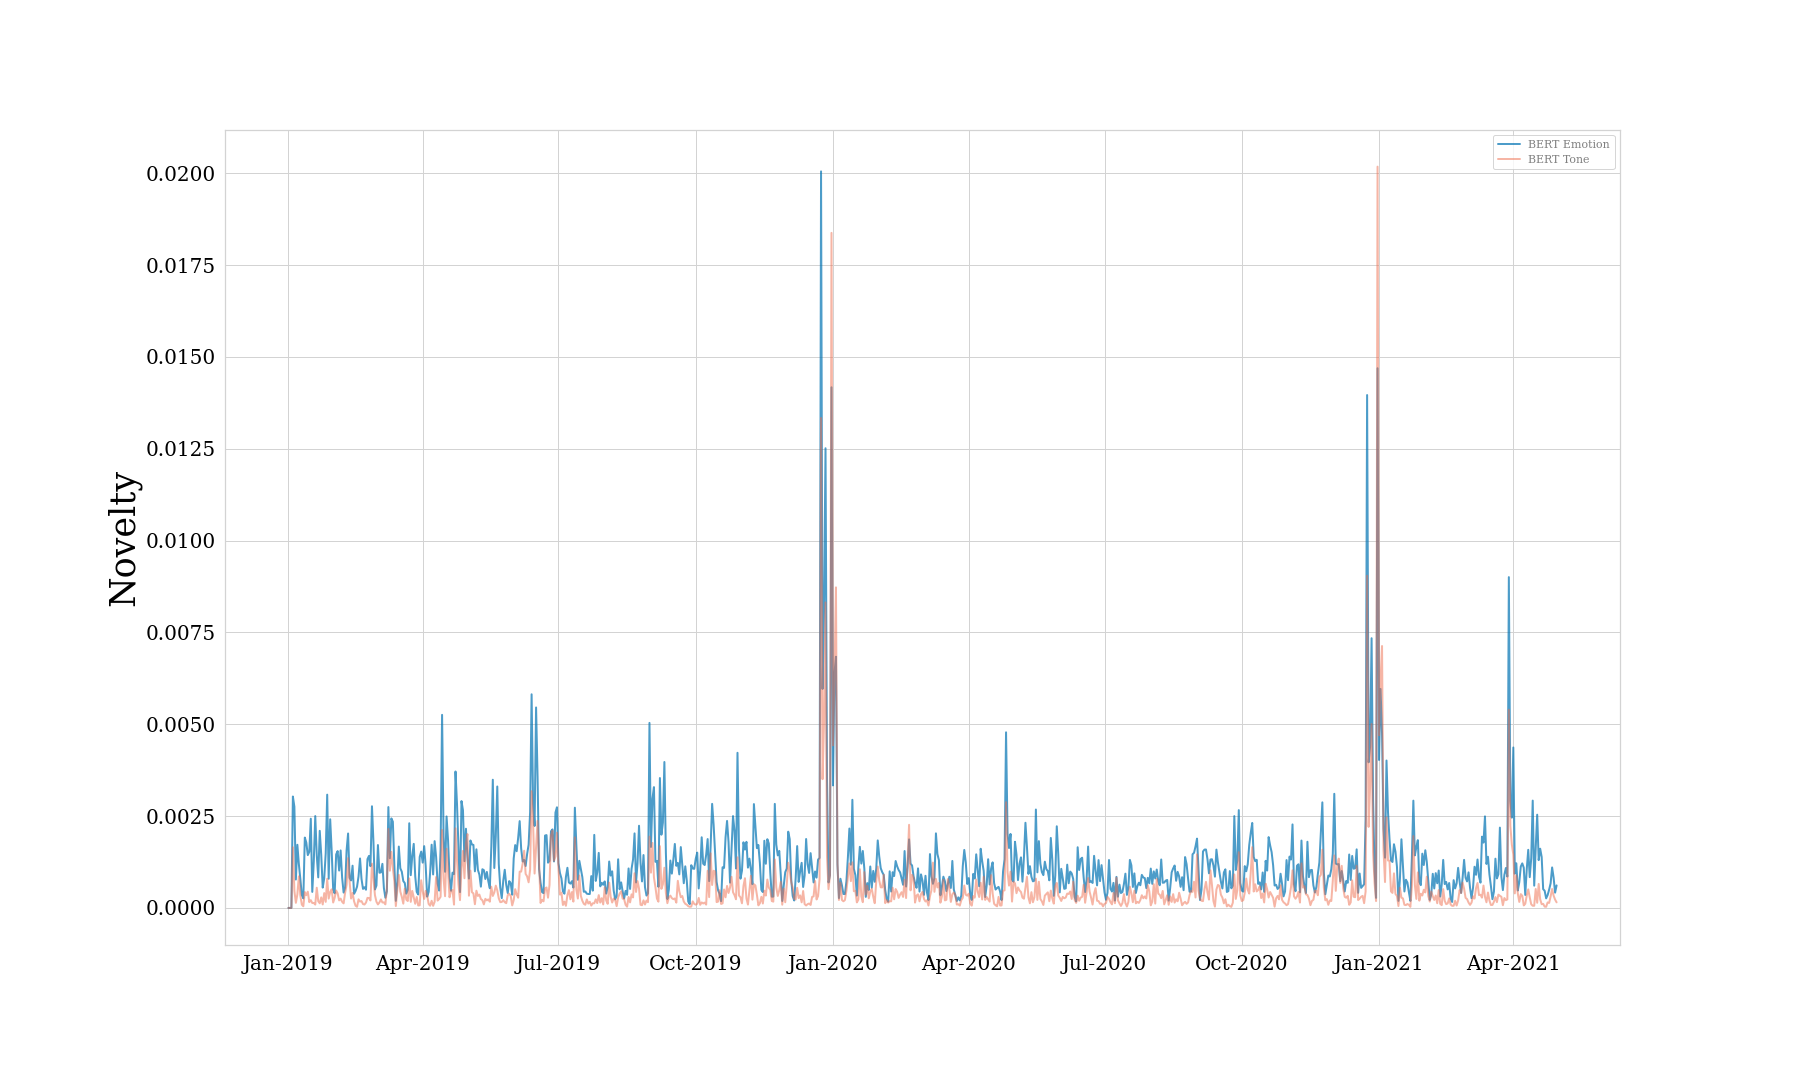 BERT Emotion
BERT Tone
0.0200
0.0175
0.0150
0.0125
0.0100
0.0075
0.0050
0.0025
0.0000
Novelty
Jan-2019 Apr-2019 Jul-2019 Oct-2019 Jan-2020 Apr-2020 Jul-2020 Oct-2020 Jan-2021 Apr-2021